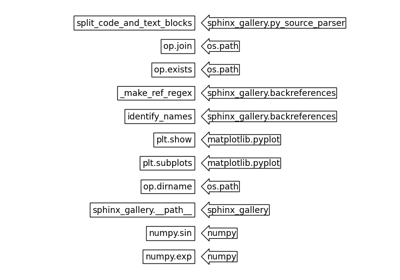 split_code_and_text_blocks sphinx_gallery.py_source_parser
op.join os.path
op.exists os.path
_make_ref_regex sphinx_gallery.backreferences
identify_names sphinx_gallery.backreferences
plt.show matplotlib.pyplot
plt.subplots matplotlib.pyplot
op.dirname os.path
sphinx_gallery.__path__ sphinx_gallery
numpy.sin numpy
numpy.exp numpy